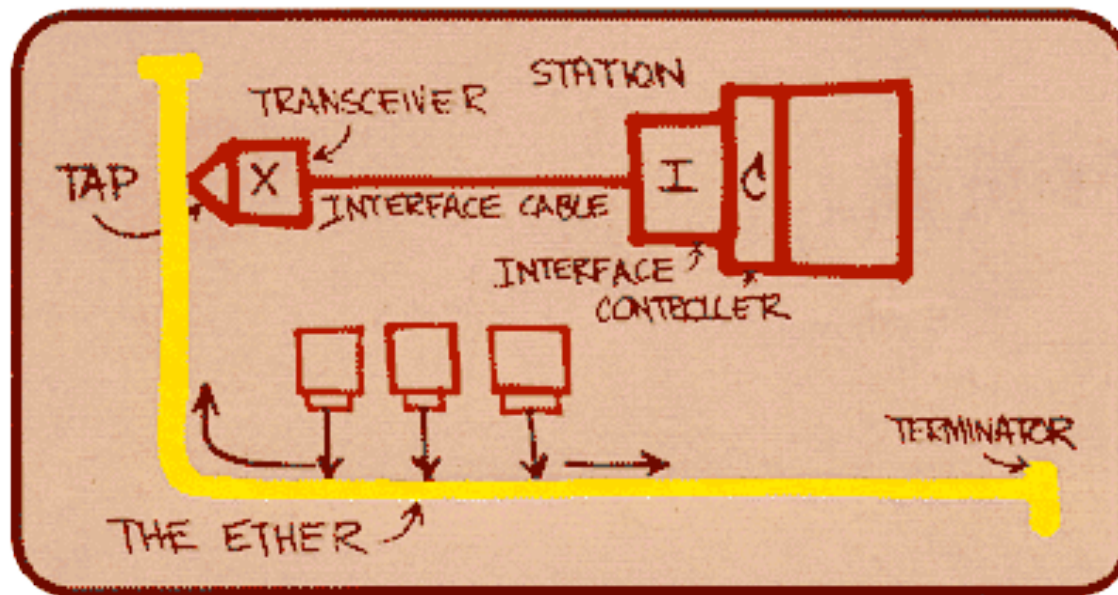 STATION
TRANSCEIVER
TAP
X
I
C
INTERFACE CABLE
INTERFACE
CONTROLLER
TERMINATOR
THE ETHER